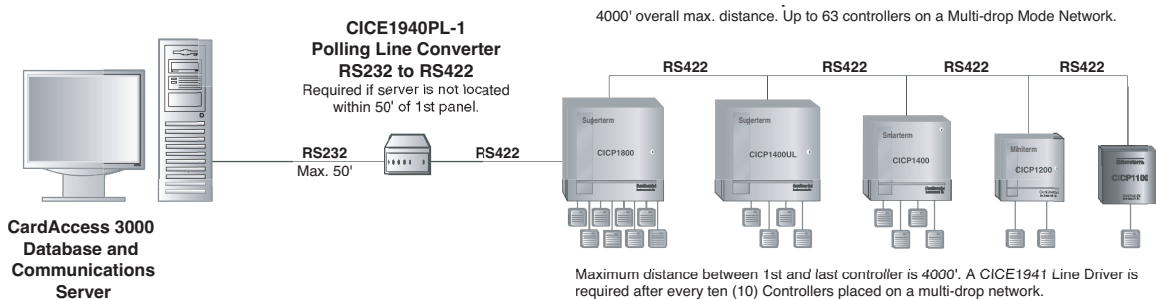 4000' overall max. distance. Up to 63 controllers on a Multi-drop Mode Network.
CICE1940PL-1
Polling Line Converter
RS232 to RS422
Required if server is not located
within 50' of 1st panel.
RS422
RS422
RS422
RS422
Superterm
CICP1800
Superterm
CICP1400UL
Smarterm
CICP1400
Miniterm
CICP1200
CICP1100
RS232
Max. 50'
RS422
CardAccess 3000
Database and
Communications
Server
Maximum distance between 1st and last controller is 4000'. A CICE1941 Line Driver is
required after every ten (10) Controllers placed on a multi-drop network.